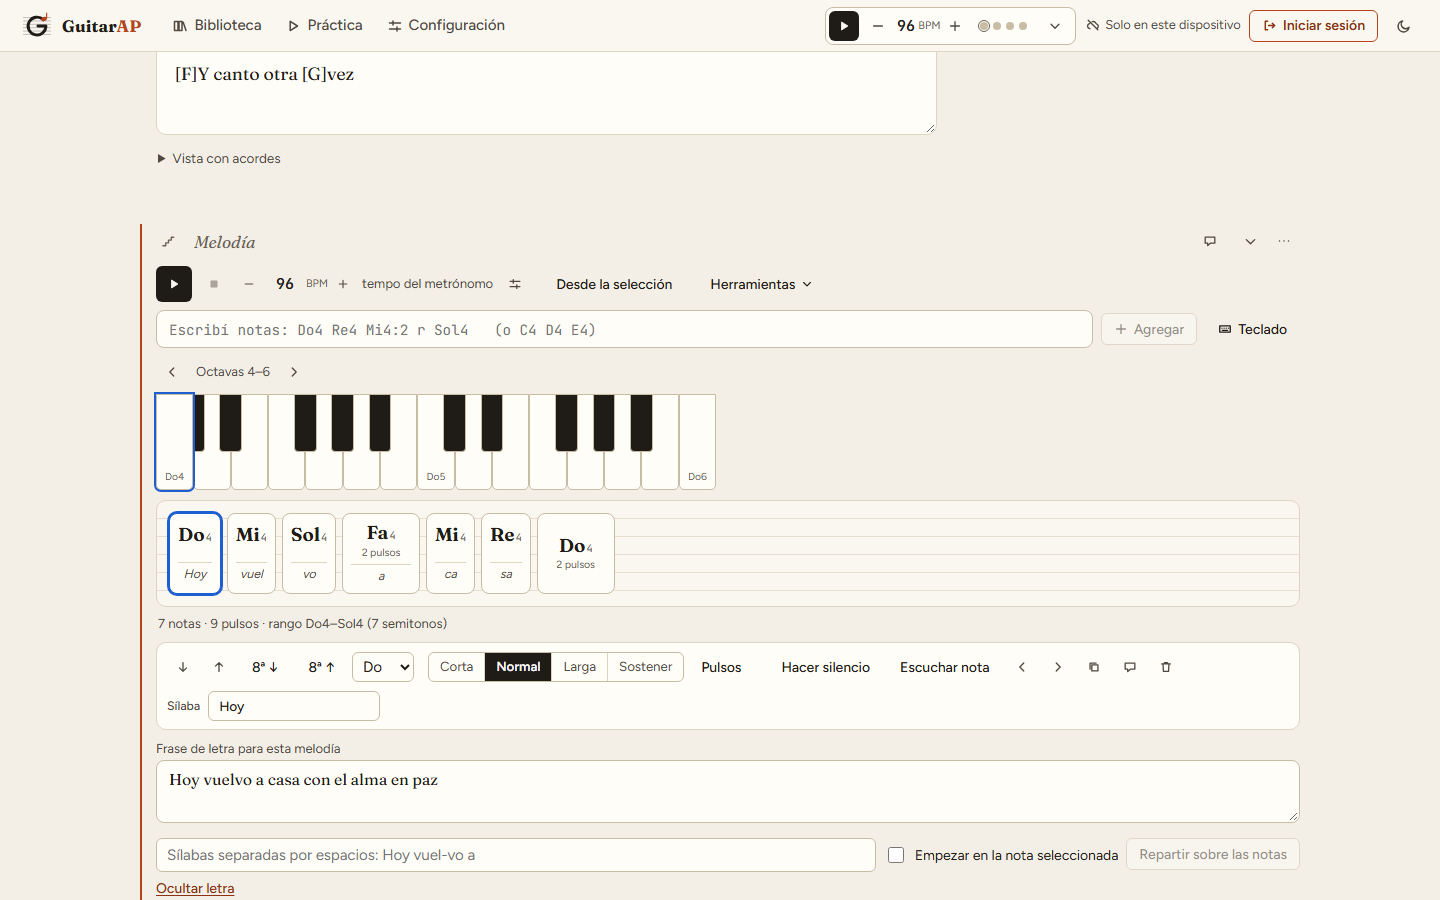 GuitarAP
Biblioteca
Práctica
Configuración
96 BPM
Solo en este dispositivo
Iniciar sesión
[F]Y canto otra [G]vez
Vista con acordes
Melodía
96 BPM
tempo del metrónomo
Desde la selección
Herramientas
Escribí notas: Do4 Re4 Mi4:2 r Sol4 (o C4 D4 E4)
+ Agregar
Teclado
Octavas 4–6
Do4
Do5
Do6
Do4 Mi4 Sol4 Fa4 Mi4 Re4 Do4
2 pulsos 2 pulsos
Hoy vuel vo a ca sa
7 notas · 9 pulsos · rango Do4–Sol4 (7 semitonos)
↓ ↑ 8ª ↓ 8ª ↑ Do Corta Normal Larga Sostener Pulsos Hacer silencio Escuchar nota
Sílaba Hoy
Frase de letra para esta melodía
Hoy vuelvo a casa con el alma en paz
Sílabas separadas por espacios: Hoy vuel-vo a
Empezar en la nota seleccionada
Repartir sobre las notas
Ocultar letra